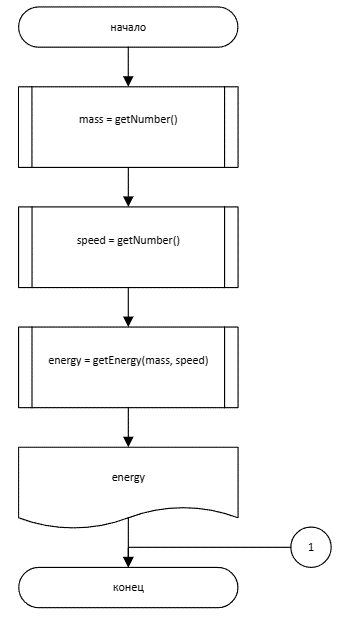 начало
mass = getNumber()
speed = getNumber()
energy = getEnergy(mass, speed)
energy
1
конец